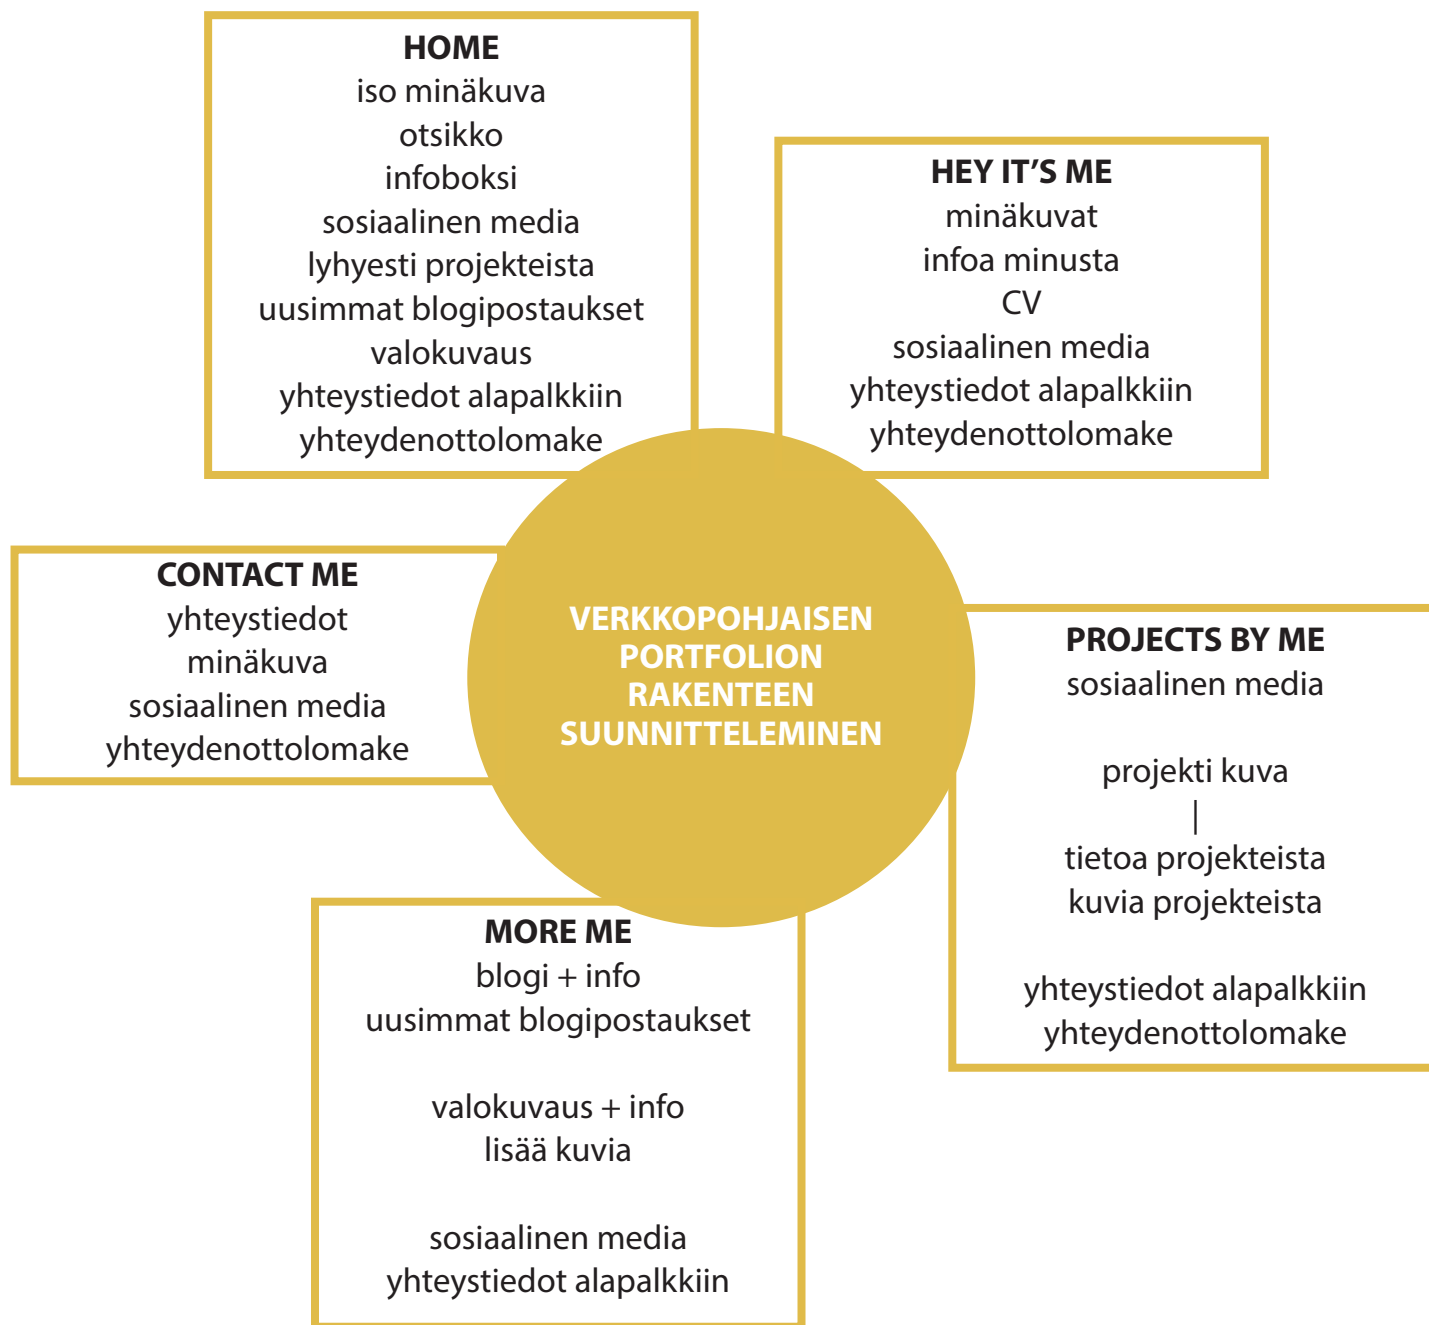 HOME
iso minäkuva
otsikko
infoboksi
sosiaalinen media
lyhyesti projekteista
uusimmat blogipostaukset
valokuvaus
yhteystiedot alapalkkiin
yhteydenottolomake
HEY IT’S ME
minäkuvat
infoa minusta
CV
sosiaalinen media
yhteystiedot alapalkkiin
yhteydenottolomake
CONTACT ME
yhteystiedot
minäkuva
sosiaalinen media
yhteydenottolomake
VERKKOPOHJAISEN
PORTFOLION
RAKENTEEN
SUUNNITTELEMINEN
PROJECTS BY ME
sosiaalinen media
projekti kuva
|
tietoa projekteista
kuvia projekteista
yhteystiedot alapalkkiin
yhteydenottolomake
MORE ME
blogi + info
uusimmat blogipostaukset
valokuvaus + info
lisää kuvia
sosiaalinen media
yhteystiedot alapalkkiin